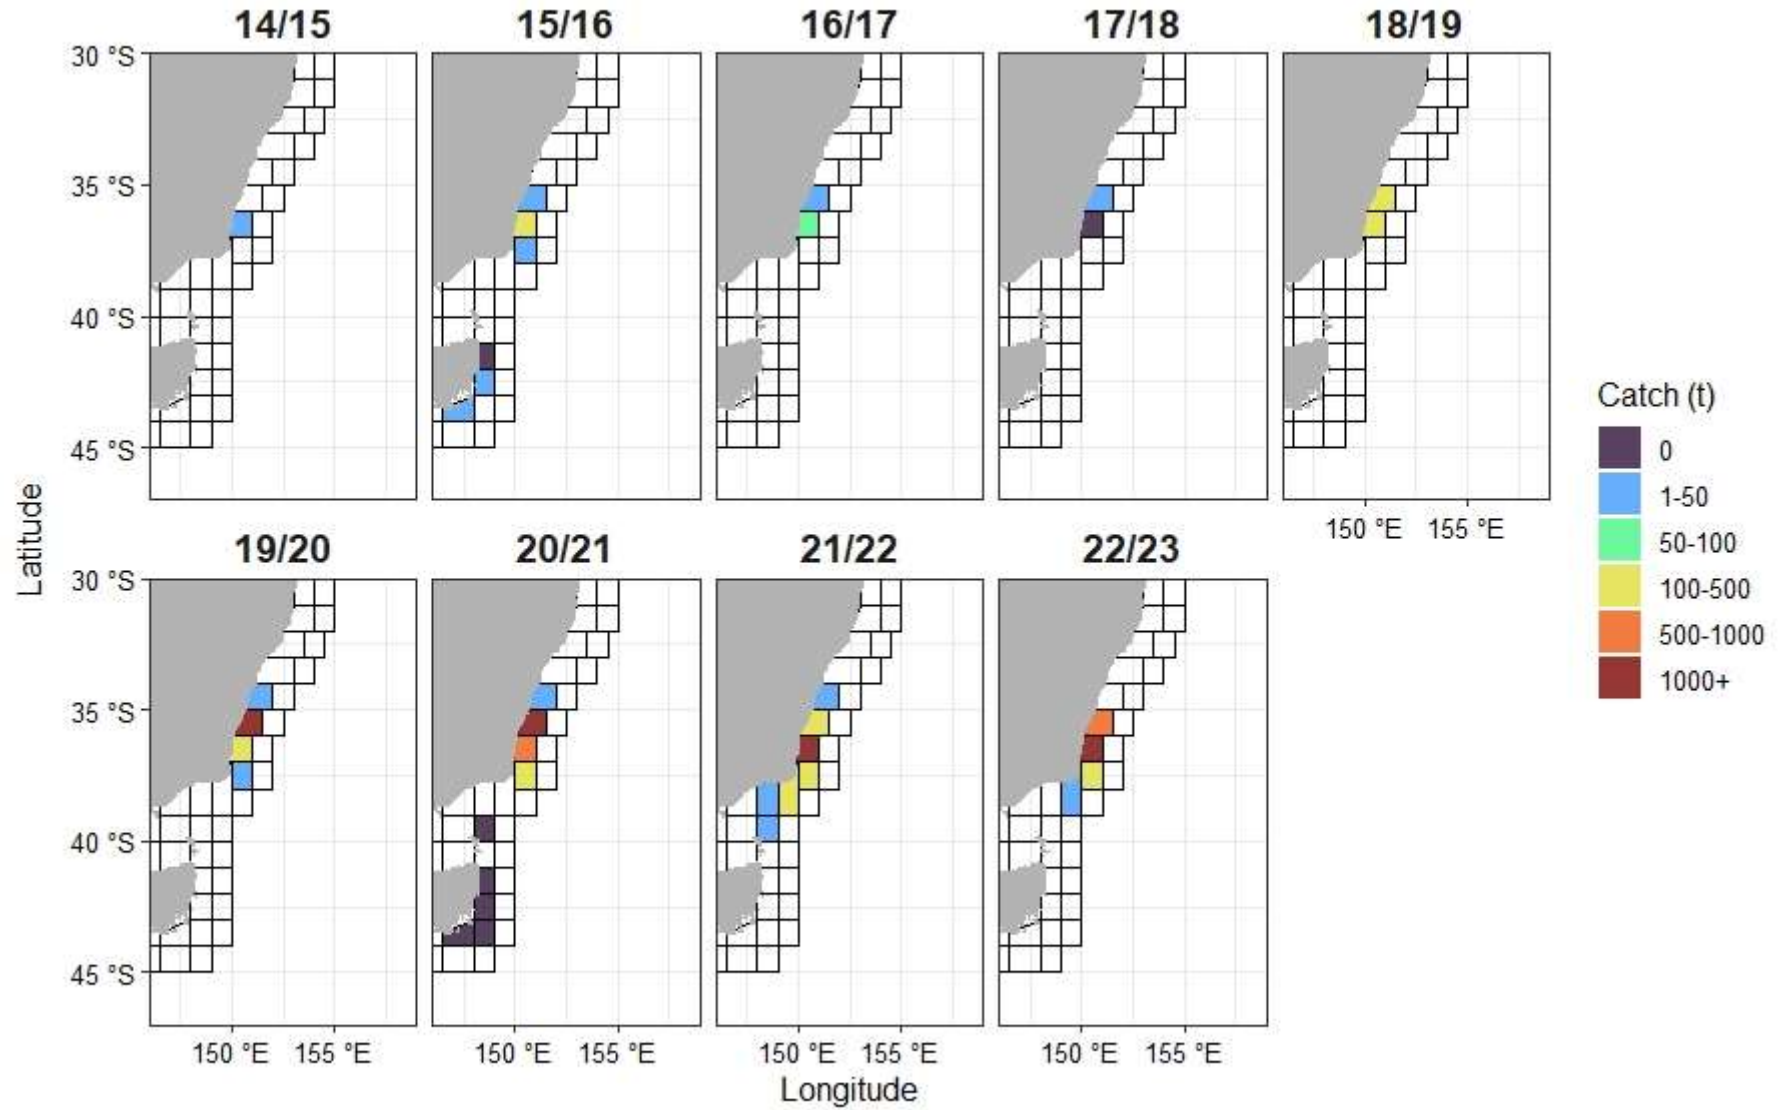 14/15 15/16 16/17 17/18 18/19
30 °S
35 °S
40 °S
45 °S
150 °E 155 °E
19/20 20/21 21/22 22/23
30 °S
35 °S
40 °S
45 °S
150 °E 155 °E 150 °E 155 °E 150 °E 155 °E 150 °E 155 °E
Longitude
Latitude
Catch (t)
0
1-50
50-100
100-500
500-1000
1000+